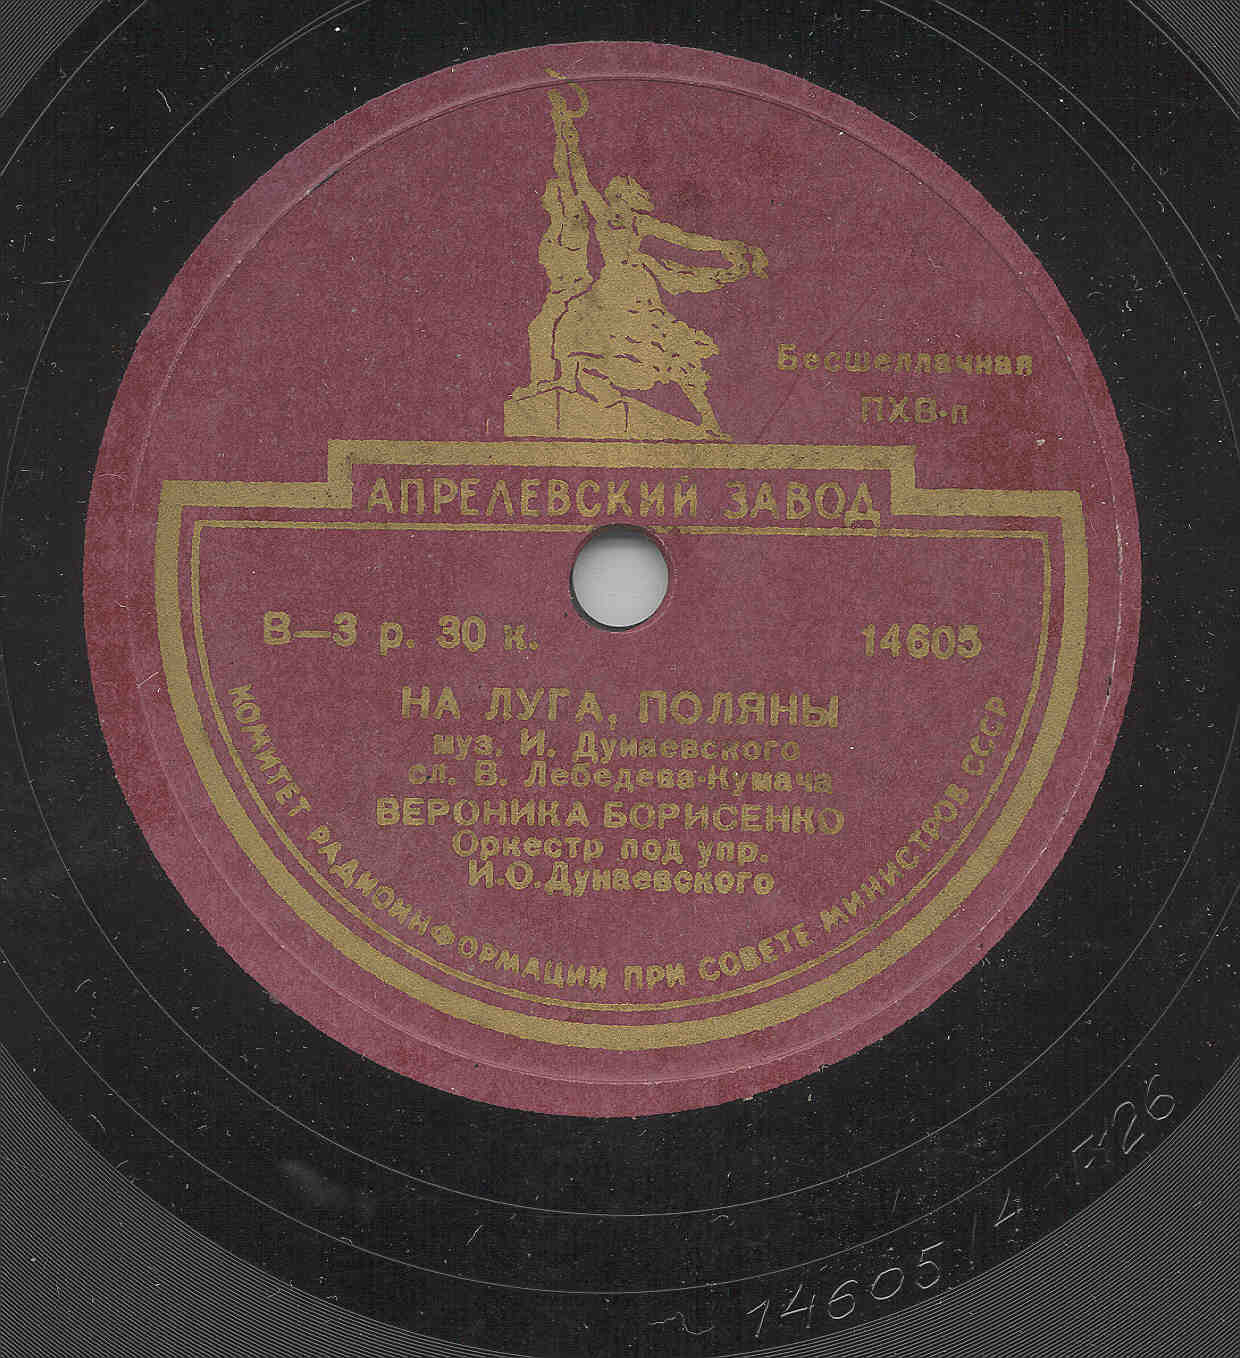 Бесшеллачная
ПХВ-п
АПРЕЛЕВСКИЙ ЗАВОД
В—3 р. 30 к.
14605
НА ЛУГА, ПОЛЯНЫ
муз. И. Дунаевского
сл. В. Лебедева-Кумача
ВЕРОНИКА БОРИСЕНКО
Оркестр под упр.
И.О.Дунаевского
КОМИТЕТ РАДИОИНФОРМАЦИИ ПРИ СОВЕТЕ МИНИСТРОВ СССР
14605